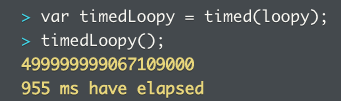 > var timedLoopy = timed(loopy);
> timedLoopy();
499999999067109000
955 ms have elapsed